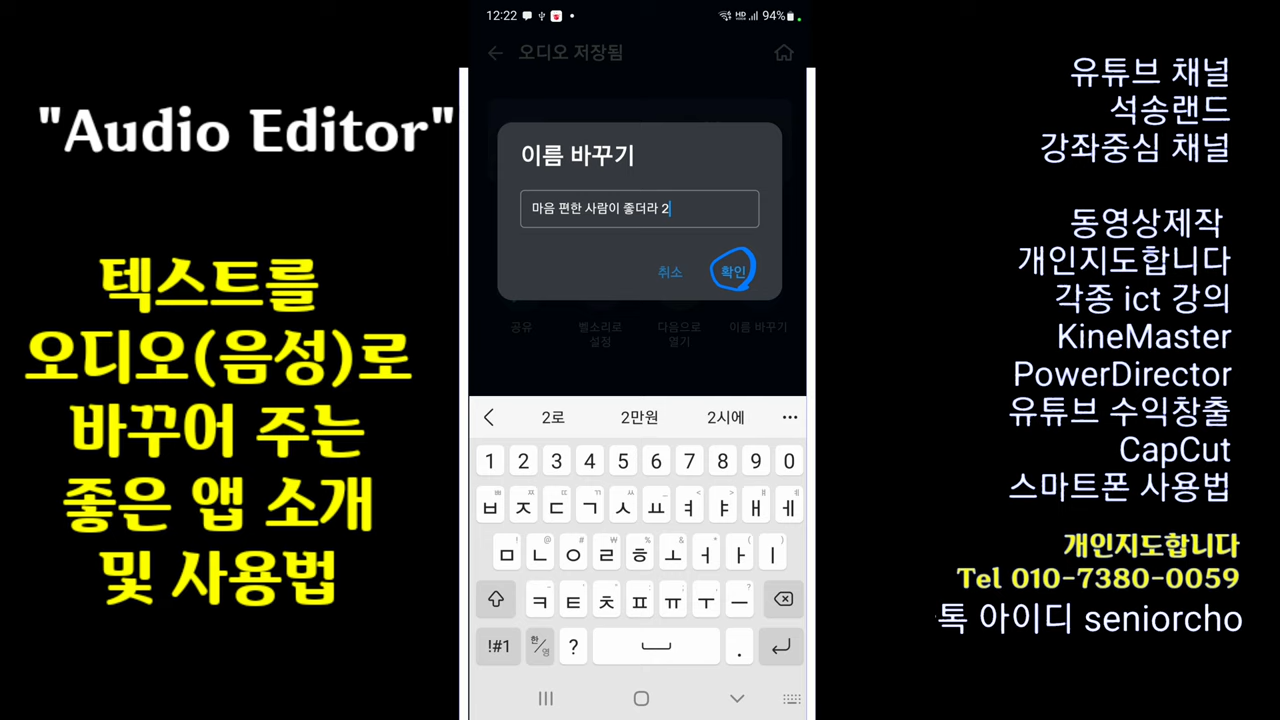 "Audio Editor"
텍스트를
오디오(음성)로
바꾸어 주는
좋은 앱 소개
및 사용법
12:22
94%
오디오 저장됨
이름 바꾸기
마음 편한 사람이 좋더라 2
취소
확인
공유
벨소리로
설정
다음으로
열기
이름 바꾸기
2로
2만원
2시에
1 2 3 4 5 6 7 8 9 0
ㅂ ㅈ ㄷ ㄱ ㅅ ㅛ ㅕ ㅑ ㅐ ㅔ
ㅁ ㄴ ㅇ ㄹ ㅎ ㅗ ㅓ ㅏ ㅣ
ㅋ ㅌ ㅊ ㅍ ㅠ ㅜ ㅡ
!#1 한/영 ? .
유튜브 채널
석송랜드
강좌중심 채널
동영상제작
개인지도합니다
각종 ict 강의
KineMaster
PowerDirector
유튜브 수익창출
CapCut
스마트폰 사용법
개인지도합니다
Tel 010-7380-0059
톡 아이디 seniorcho